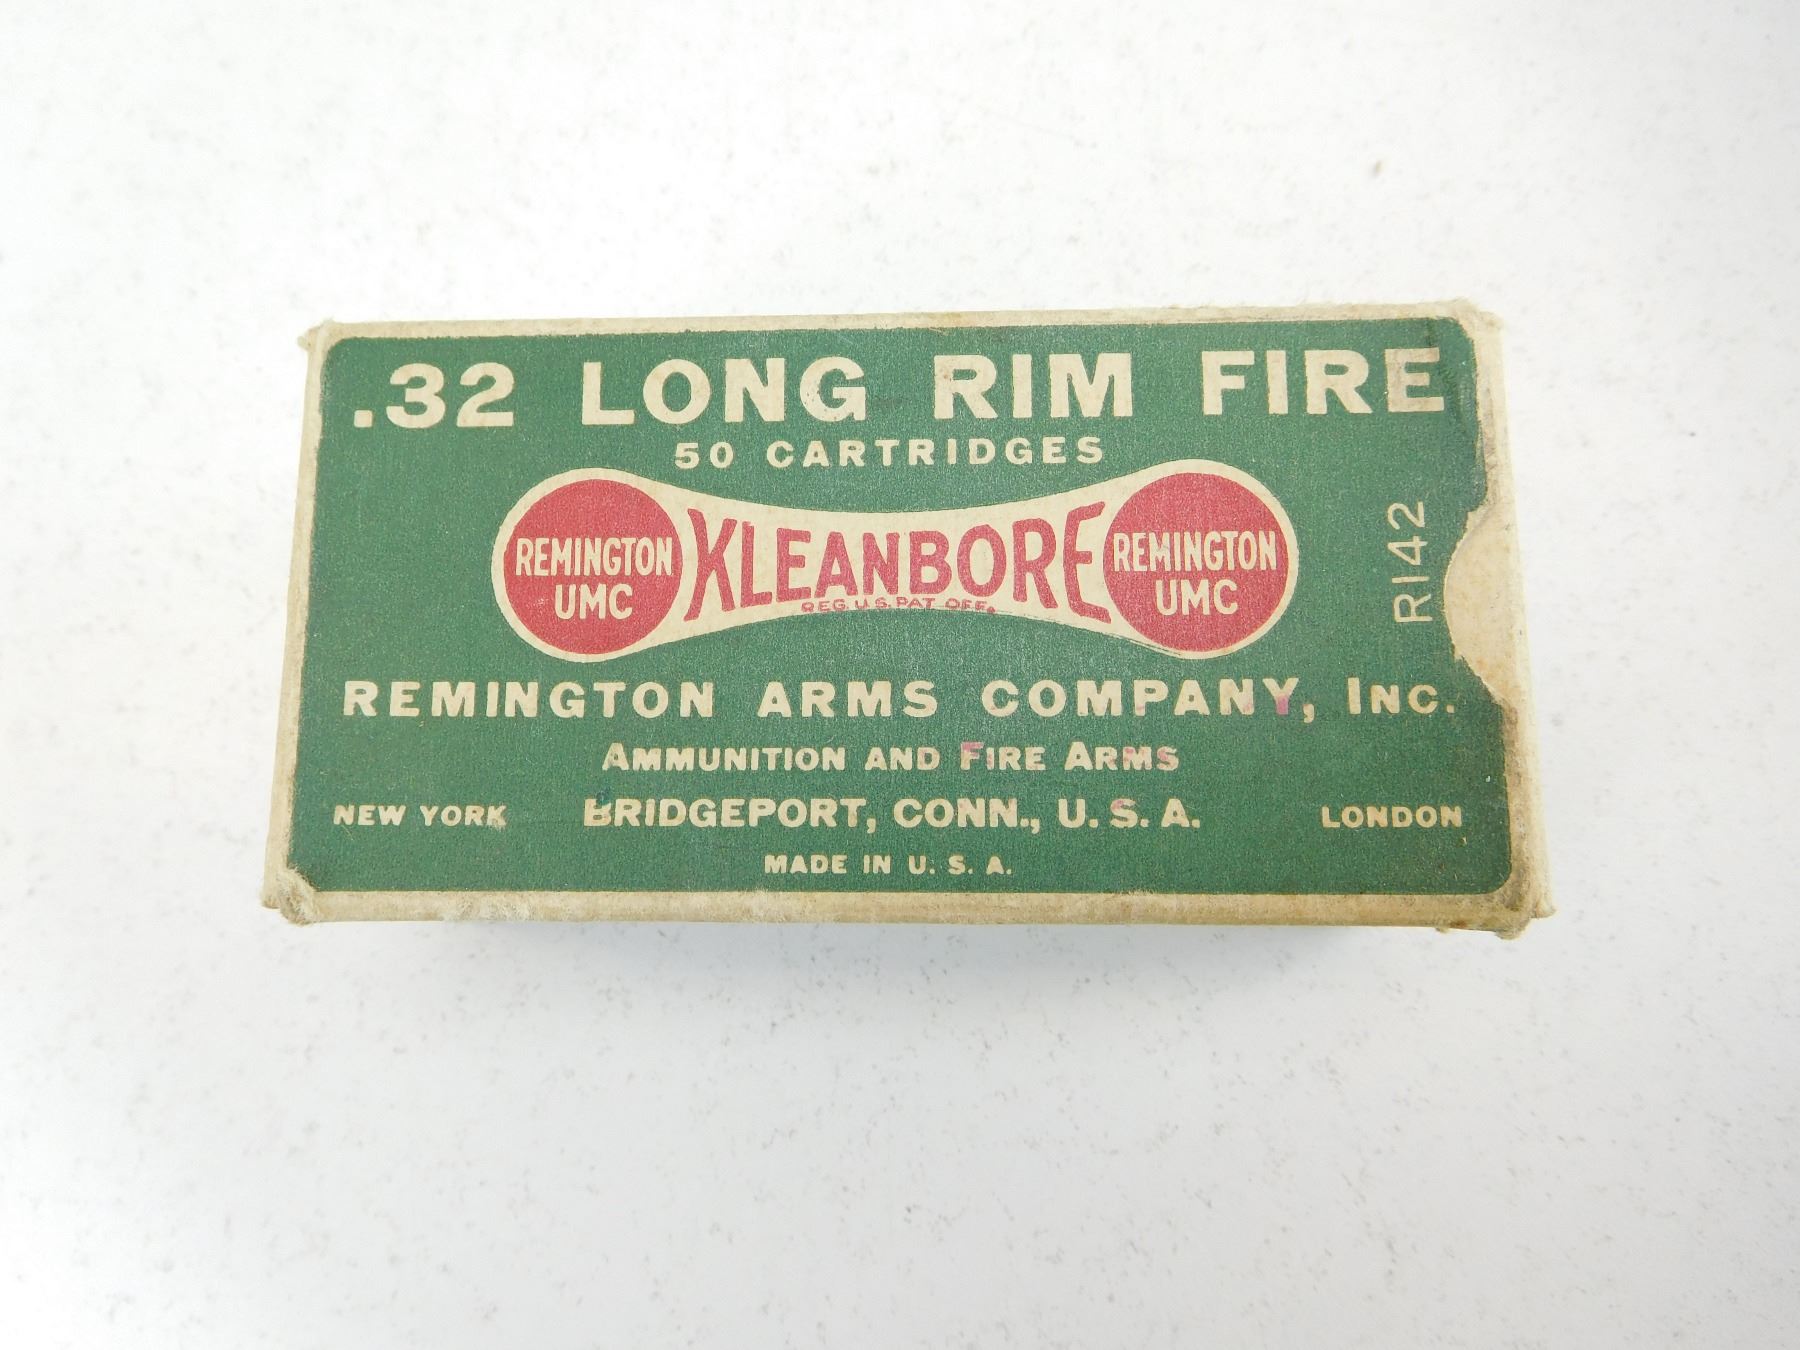 .32 LONG RIM FIRE
50 CARTRIDGES
REMINGTON UMC
KLEANBORE
REG. U.S. PAT. OFF.
REMINGTON UMC
R142
REMINGTON ARMS COMPANY, INC.
AMMUNITION AND FIRE ARMS
NEW YORK BRIDGEPORT, CONN., U. S. A. LONDON
MADE IN U. S. A.